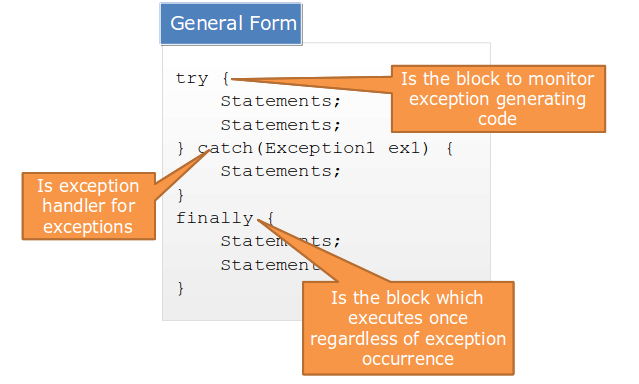 General Form
try {
Statements;
Statements;
} catch(Exception1 ex1) {
Statements;
}
finally {
Statements;
Statement
}
Is the block to monitor
exception generating
code
Is exception
handler for
exceptions
Is the block which
executes once
regardless of exception
occurrence